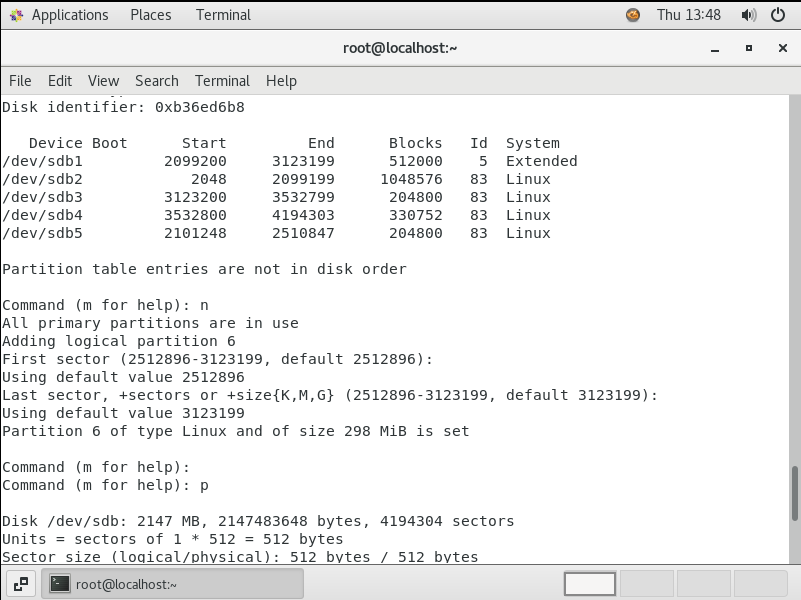 Applications Places Terminal Thu 13:48
root@localhost:~
File Edit View Search Terminal Help
Disk identifier: 0xb36ed6b8
Device Boot Start End Blocks Id System
/dev/sdb1 2099200 3123199 512000 5 Extended
/dev/sdb2 2048 2099199 1048576 83 Linux
/dev/sdb3 3123200 3532799 204800 83 Linux
/dev/sdb4 3532800 4194303 330752 83 Linux
/dev/sdb5 2101248 2510847 204800 83 Linux
Partition table entries are not in disk order
Command (m for help): n
All primary partitions are in use
Adding logical partition 6
First sector (2512896-3123199, default 2512896):
Using default value 2512896
Last sector, +sectors or +size{K,M,G} (2512896-3123199, default 3123199):
Using default value 3123199
Partition 6 of type Linux and of size 298 MiB is set
Command (m for help):
Command (m for help): p
Disk /dev/sdb: 2147 MB, 2147483648 bytes, 4194304 sectors
Units = sectors of 1 * 512 = 512 bytes
Sector size (logical/physical): 512 bytes / 512 bytes
root@localhost:~